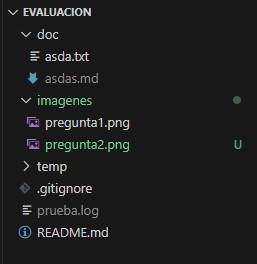 EVALUACION
doc
asda.txt
asdas.md
imagenes
pregunta1.png
pregunta2.png U
temp
.gitignore
prueba.log
README.md